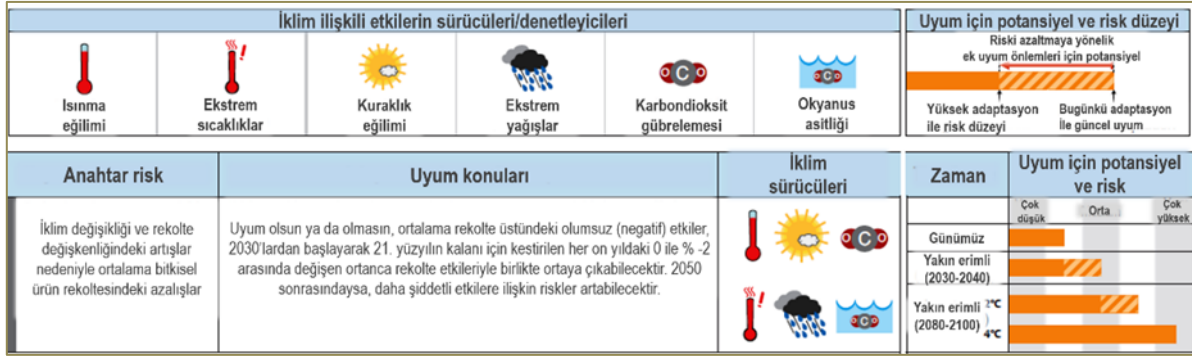 İklim ilişkili etkilerin sürücüleri/denetleyicileri
Isınma
eğilimi
Ekstrem
sıcaklıklar
Kuraklık
eğilimi
Ekstrem
yağışlar
C
O
Karbondioksit
gübrelemesi
Okyanus
asitliği
Uyum için potansiyel ve risk düzeyi
Riski azaltmaya yönelik
ek uyum önlemleri için potansiyel
Yüksek adaptasyon
ile risk düzeyi
Bugünkü adaptasyon
İle güncel uyum
Anahtar risk
Uyum konuları
İklim
sürücüleri
Zaman
Uyum için potansiyel
ve risk
İklim değişikliği ve rekolte
değişkenliğindeki artışlar
nedeniyle ortalama bitkisel
ürün rekoltesindeki azalışlar
Uyum olsun ya da olmasın, ortalama rekolte üstündeki olumsuz (negatif) etkiler,
2030'lardan başlayarak 21. yüzyılın kalanı için kestirilen her on yıldaki 0 ile % -2
arasında değişen ortanca rekolte etkileriyle birlikte ortaya çıkabilecektir. 2050
sonrasındaysa, daha şiddetli etkilere ilişkin riskler artabilecektir.
Çok
düşük
Orta
Çok
yüksek
Günümüz
Yakın erimli
(2030-2040)
Yakın erimli
(2080-2100)
2°C
4°C